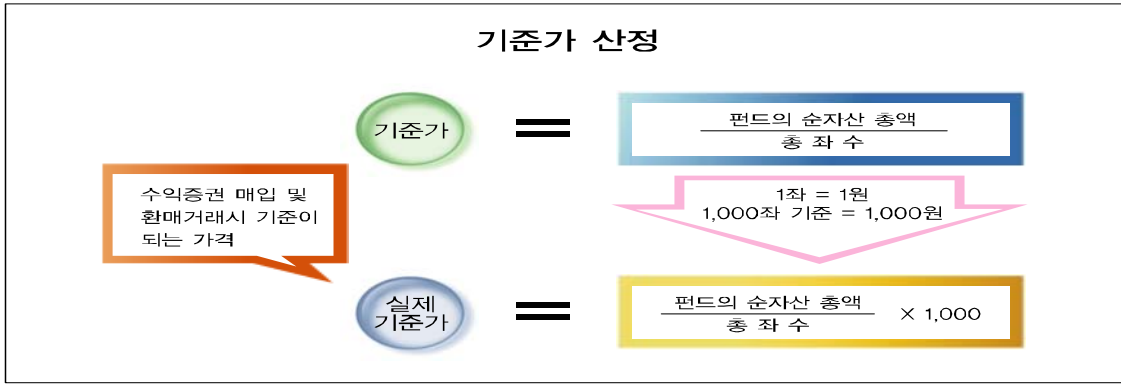 기준가 산정
기준가
=
펀드의 순자산 총액
총 좌 수
수익증권 매입 및
환매거래시 기준이
되는 가격
1좌 = 1원
1,000좌 기준 = 1,000원
실제
기준가
=
펀드의 순자산 총액
총 좌 수
× 1,000